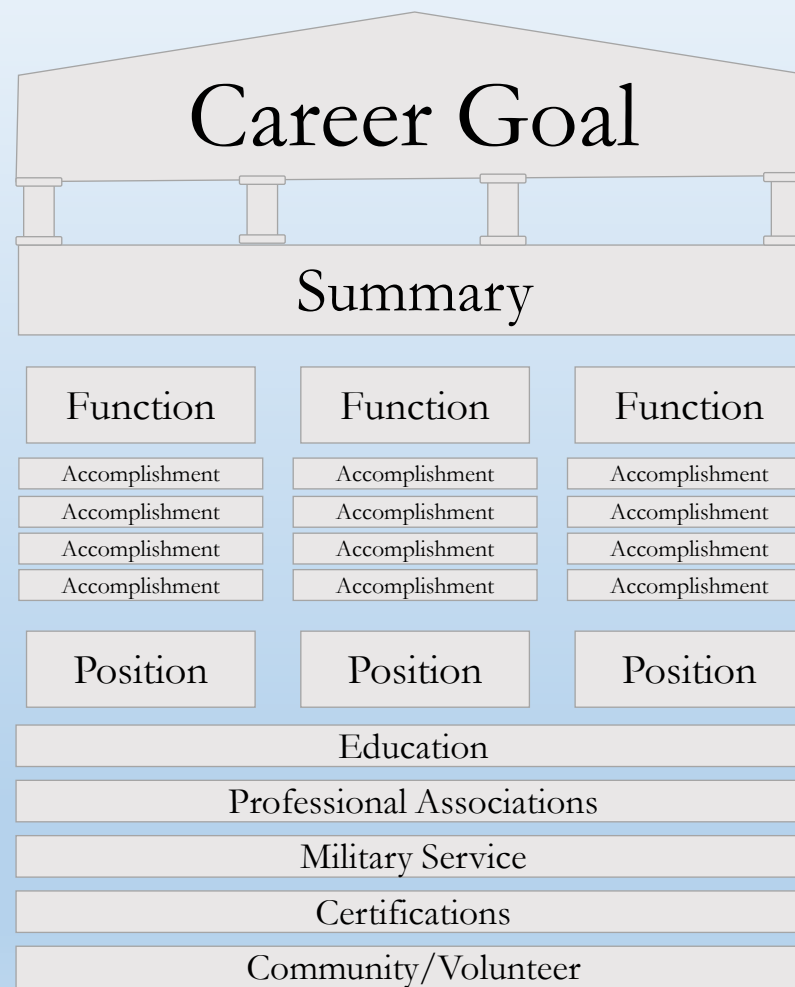 Career Goal
Summary
Function Function Function
Accomplishment Accomplishment Accomplishment
Accomplishment Accomplishment Accomplishment
Accomplishment Accomplishment Accomplishment
Accomplishment Accomplishment Accomplishment
Position Position Position
Education
Professional Associations
Military Service
Certifications
Community/Volunteer